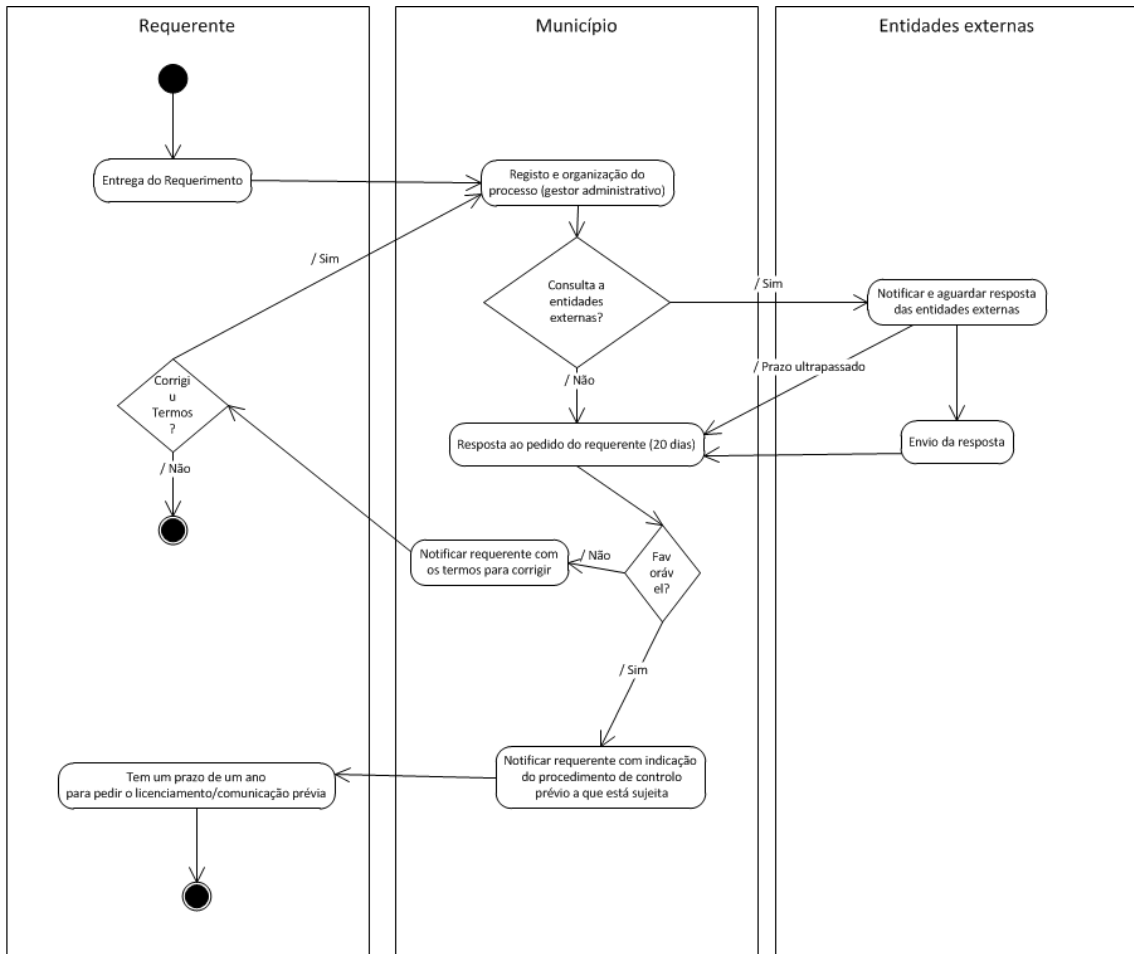 Requerente
Município
Entidades externas
Entrega do Requerimento
Registo e organização do
processo (gestor administrativo)
/ Sim
Consulta a
entidades
externas?
/ Sim
Notificar e aguardar resposta
das entidades externas
/ Prazo ultrapassado
/ Não
Corrigi
u
Termos
?
/ Não
Resposta ao pedido do requerente (20 dias)
Envio da resposta
Notificar requerente com
os termos para corrigir
/ Não
Fav
oráv
el?
/ Sim
Notificar requerente com indicação
do procedimento de controlo
prévio a que está sujeita
Tem um prazo de um ano
para pedir o licenciamento/comunicação prévia